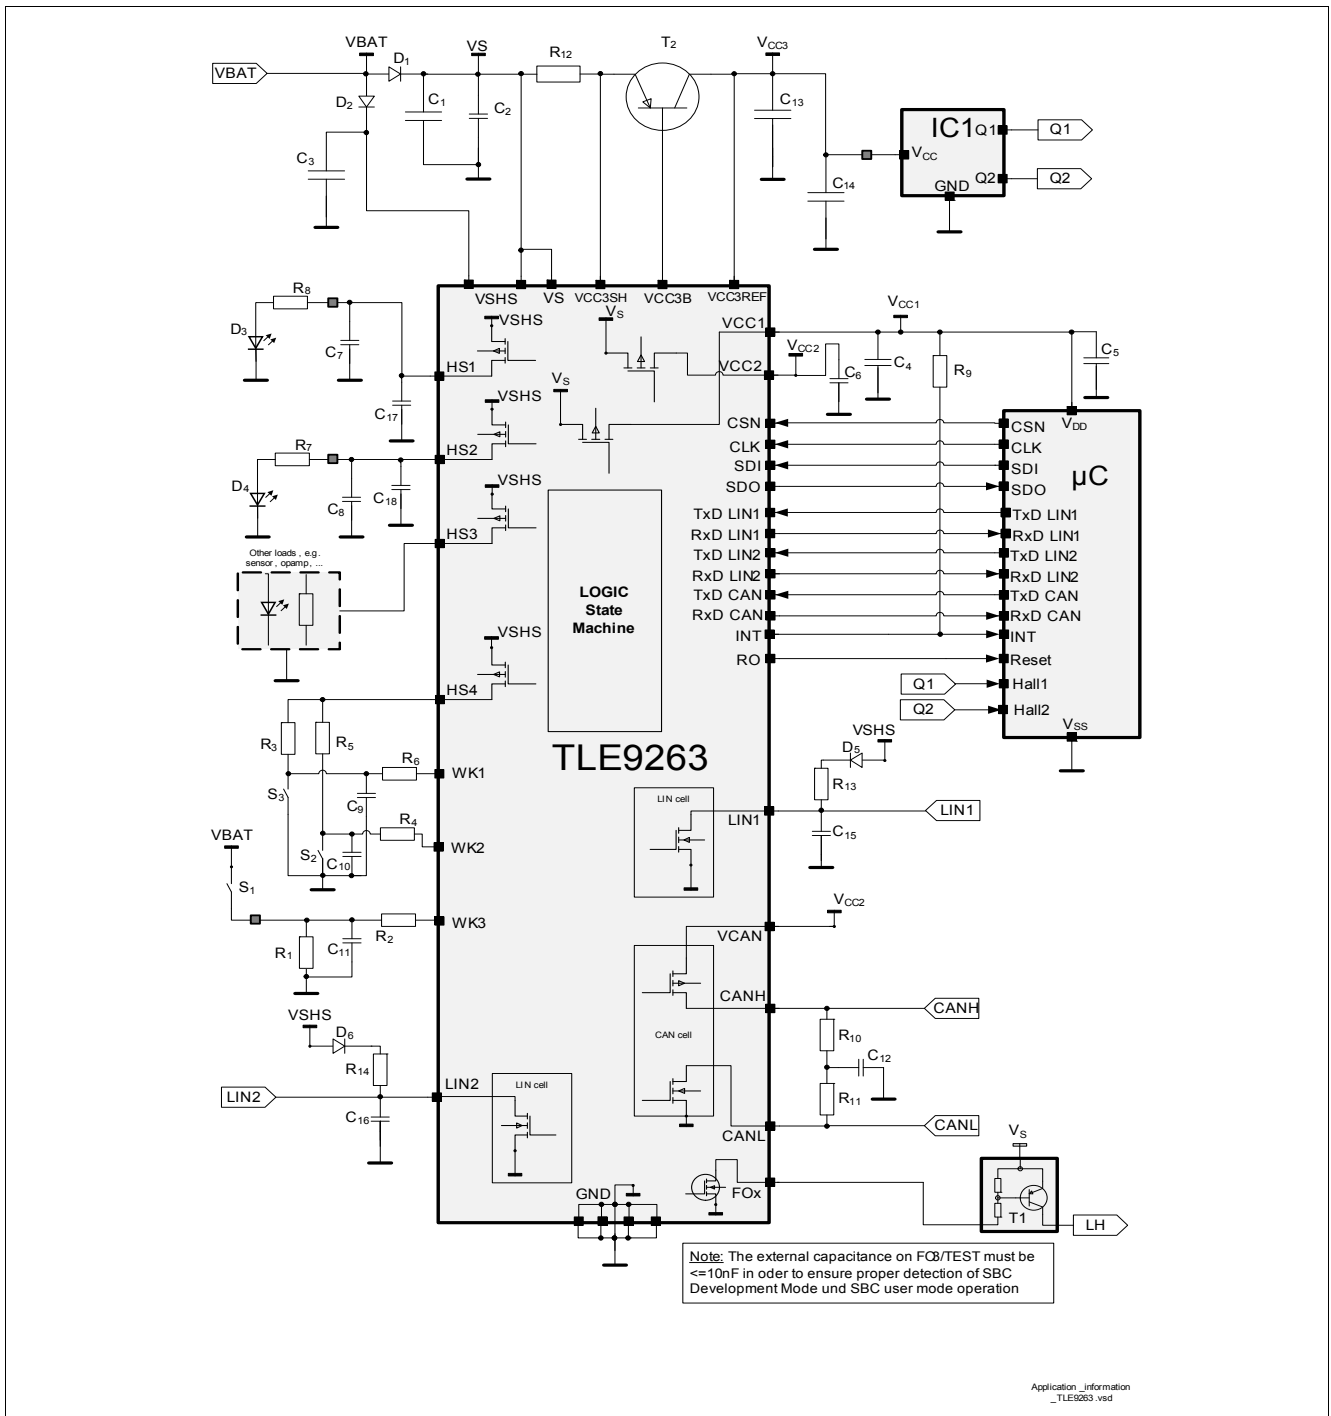 VBAT
VBAT
D1
VS
R12
T2
VCC3
D2
C1
C2
C13
C3
C14
IC1
Q1
Q1
VCC
Q2
Q2
GND
VSHS
VS
VCC3SH
VCC3B
VCC3REF
R8
D3
C7
HS1
C17
VSHS
VS
VCC1
VCC1
VCC2
VCC2
C6
C4
R9
C5
VS
VSHS
R7
D4
C8
C18
HS2
VSHS
HS3
Other loads , e.g.
sensor , opamp, ...
LOGIC
State
Machine
VSHS
HS4
CSN
CLK
SDI
SDO
TxD LIN1
RxD LIN1
TxD LIN2
RxD LIN2
TxD CAN
RxD CAN
INT
RO
VDD
CSN
CLK
SDI
SDO
µC
TxD LIN1
RxD LIN1
TxD LIN2
RxD LIN2
TxD CAN
RxD CAN
INT
Reset
Q1
Hall1
Q2
Hall2
VSS
R3
R5
R6
WK1
S3
C9
R4
S2
C10
WK2
VBAT
S1
R1
C11
R2
WK3
TLE9263
VSHS
D5
R13
LIN cell
LIN1
LIN1
C15
VCC2
VCAN
CANH
CANH
CAN cell
R10
C12
R11
CANL
CANL
VSHS
D6
R14
LIN2
LIN2
C16
LIN cell
GND
FOx
VS
T1
LH
Note: The external capacitance on FO3/TEST must be
<=10nF in oder to ensure proper detection of SBC
Development Mode und SBC user mode operation
Application _information
_TLE9263 .vsd